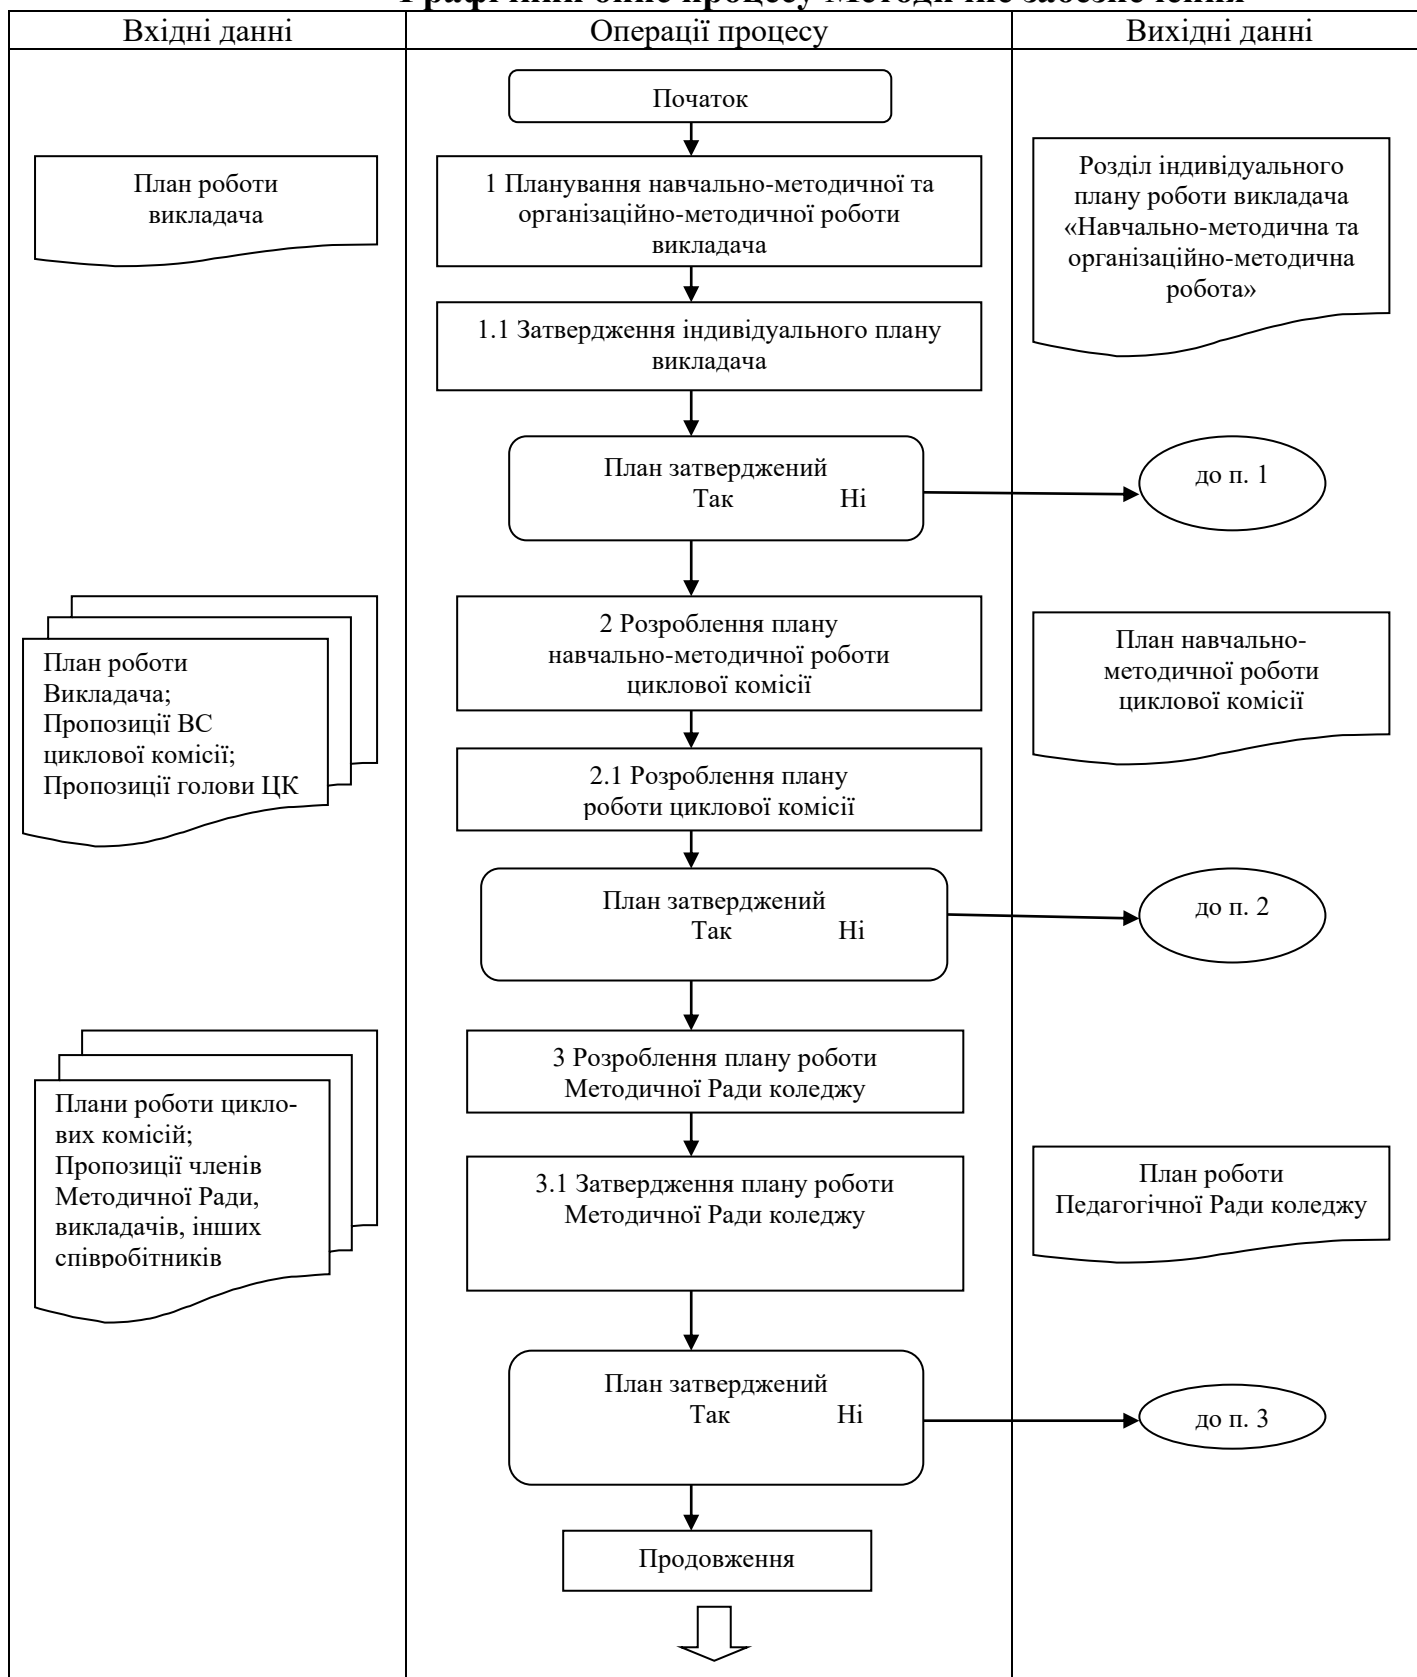 Графічний опис процесу Методичне забезпечення
Вхідні данні
Операції процесу
Вихідні данні
Початок
План роботи
викладача
1 Планування навчально-методичної та
організаційно-методичної роботи
викладача
Розділ індивідуального
плану роботи викладача
«Навчально-методична та
організаційно-методична
робота»
1.1 Затвердження індивідуального плану
викладача
План затверджений
Так Ні
до п. 1
План роботи
Викладача;
Пропозиції ВС
циклової комісії;
Пропозиції голови ЦК
2 Розроблення плану
навчально-методичної роботи
циклової комісії
План навчально-
методичної роботи
циклової комісії
2.1 Розроблення плану
роботи циклової комісії
План затверджений
Так Ні
до п. 2
Плани роботи цикло-
вих комісій;
Пропозиції членів
Методичної Ради,
викладачів, інших
співробітників
3 Розроблення плану роботи
Методичної Ради коледжу
3.1 Затвердження плану роботи
Методичної Ради коледжу
План роботи
Педагогічної Ради коледжу
План затверджений
Так Ні
до п. 3
Продовження